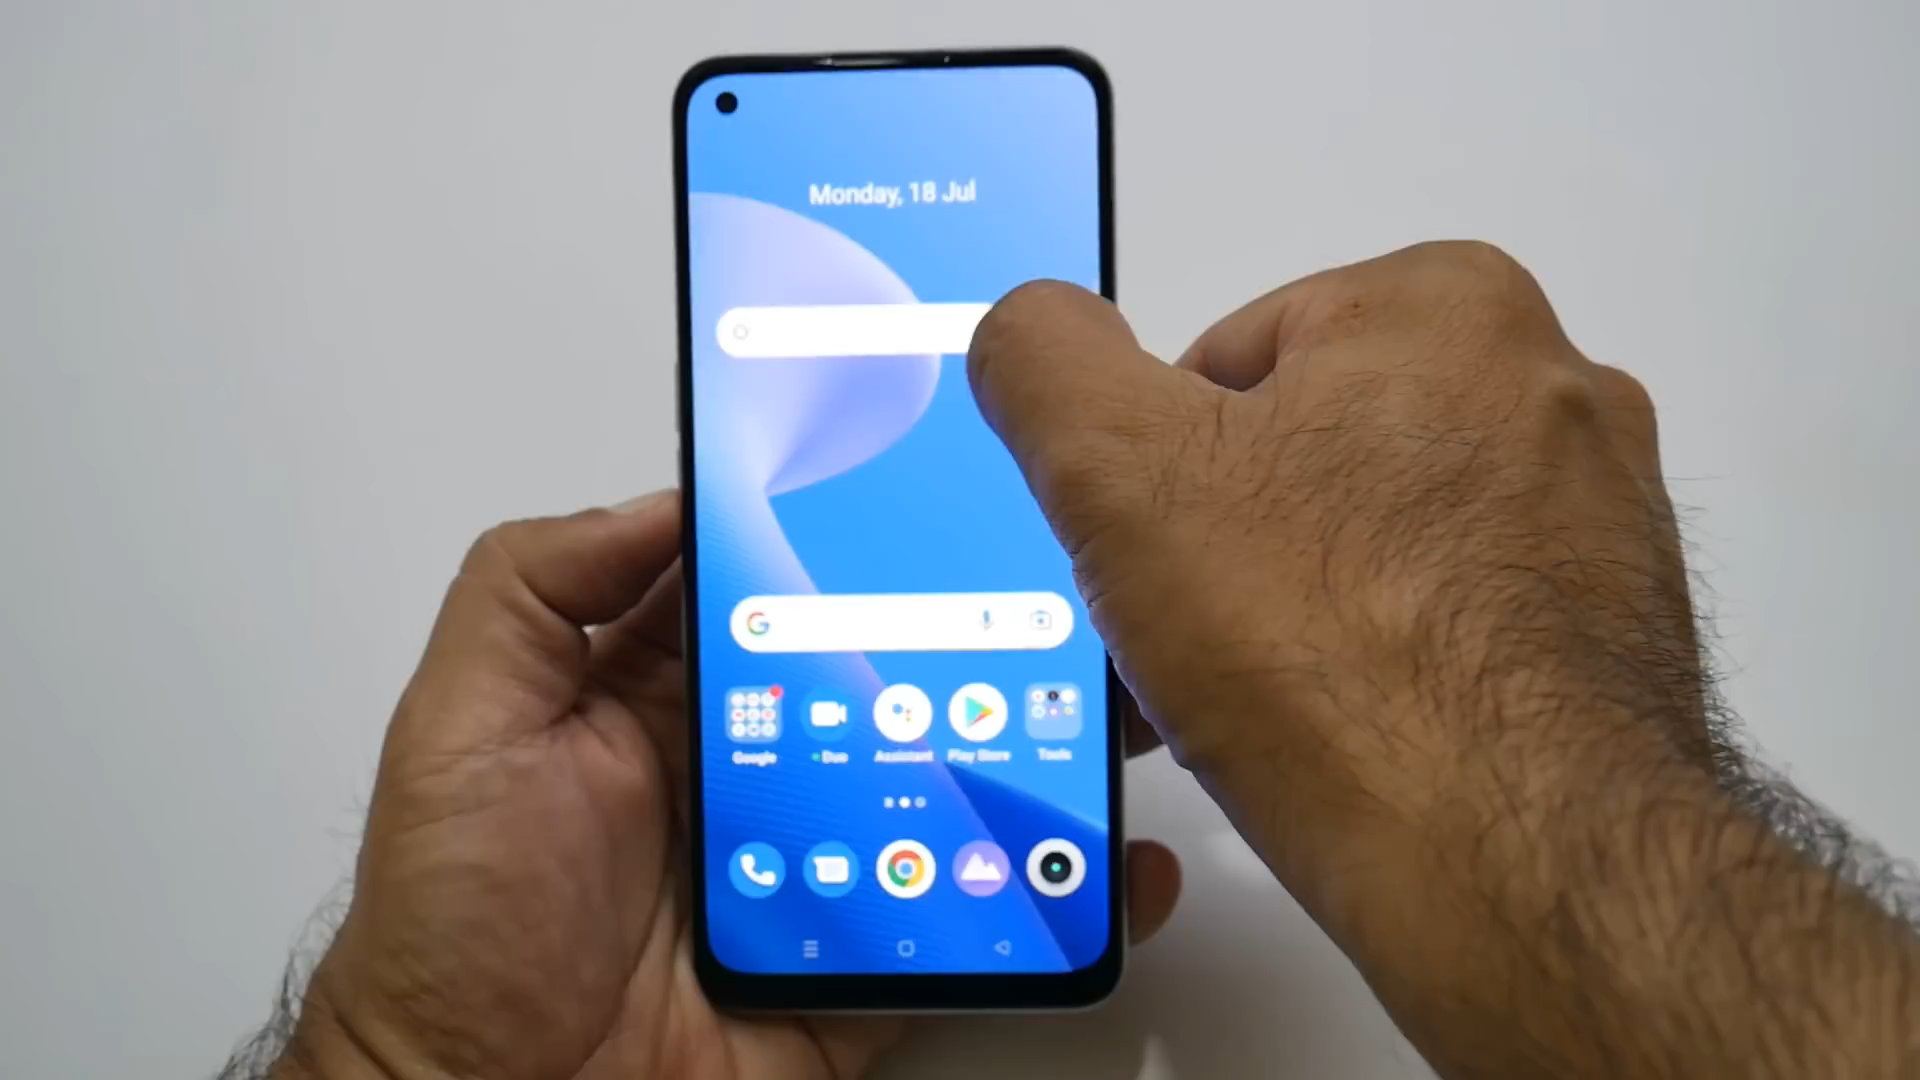 Monday, 18 Jul
G
Google
Duo
Assistant
Play Store
Tools